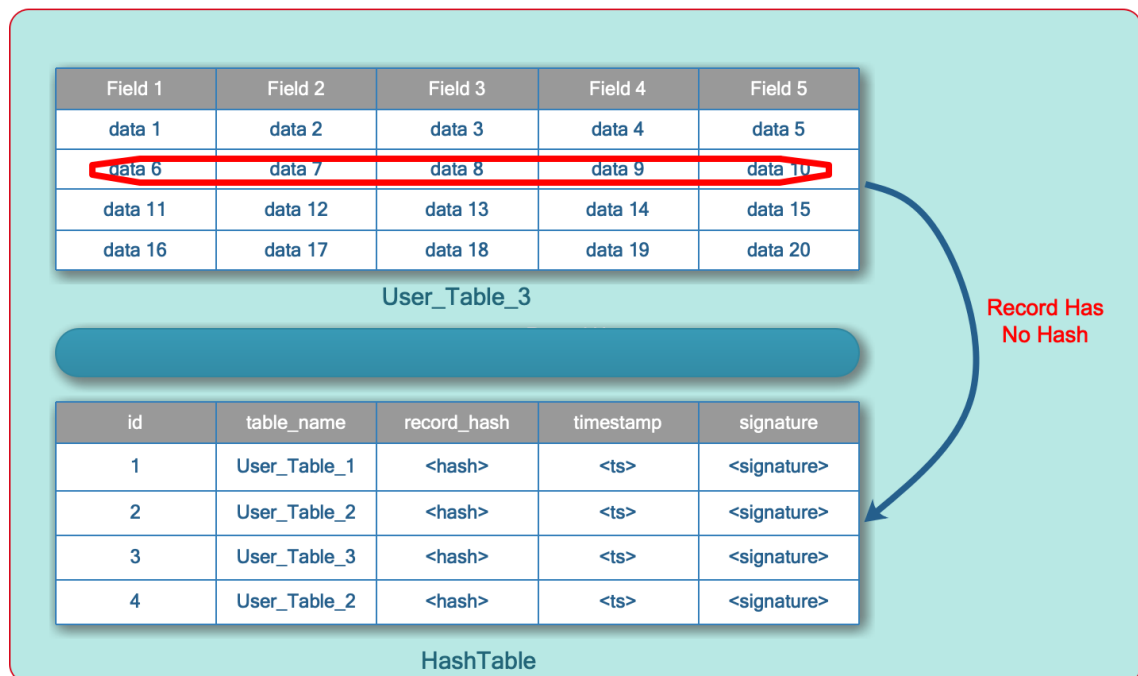 Field 1 Field 2 Field 3 Field 4 Field 5
data 1 data 2 data 3 data 4 data 5
data 6 data 7 data 8 data 9 data 10
data 11 data 12 data 13 data 14 data 15
data 16 data 17 data 18 data 19 data 20
User_Table_3
Record Has
No Hash
id table_name record_hash timestamp signature
1 User_Table_1 <hash> <ts> <signature>
2 User_Table_2 <hash> <ts> <signature>
3 User_Table_3 <hash> <ts> <signature>
4 User_Table_2 <hash> <ts> <signature>
HashTable